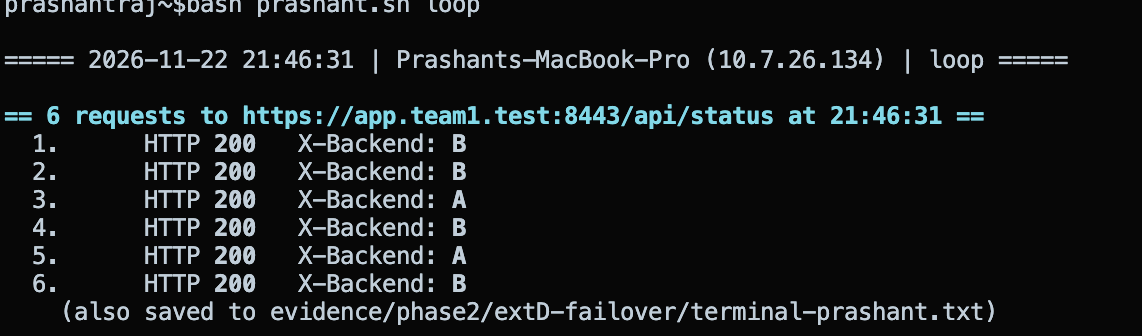 prashantraj~$bash prashant.sh loop
===== 2026-11-22 21:46:31 | Prashants-MacBook-Pro (10.7.26.134) | loop =====
== 6 requests to https://app.team1.test:8443/api/status at 21:46:31 ==
1. HTTP 200 X-Backend: B
2. HTTP 200 X-Backend: B
3. HTTP 200 X-Backend: A
4. HTTP 200 X-Backend: B
5. HTTP 200 X-Backend: A
6. HTTP 200 X-Backend: B
(also saved to evidence/phase2/extD-failover/terminal-prashant.txt)